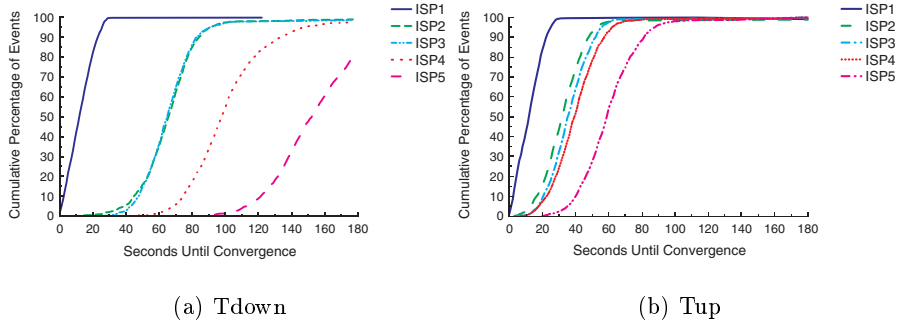 100
90
80
70
60
50
40
30
20
10
0
Cumulative Percentage of Events
0 20 40 60 80 100 120 140 160 180
Seconds Until Convergence
ISP1
ISP2
ISP3
ISP4
ISP5
(a) Tdown
100
90
80
70
60
50
40
30
20
10
0
Cumulative Percentage of Events
0 20 40 60 80 100 120 140 160 180
Seconds Until Convergence
ISP1
ISP2
ISP3
ISP4
ISP5
(b) Tup